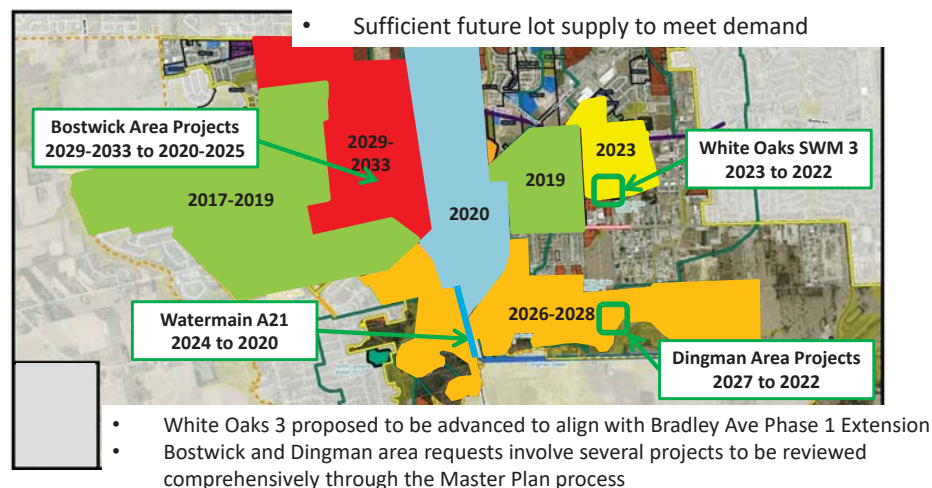 • Sufficient future lot supply to meet demand
Bostwick Area Projects
2029-2033 to 2020-2025
2029-
2033
2023
White Oaks SWM 3
2023 to 2022
2017-2019
2019
2020
Watermain A21
2024 to 2020
2026-2028
Dingman Area Projects
2027 to 2022
• White Oaks 3 proposed to be advanced to align with Bradley Ave Phase 1 Extension
• Bostwick and Dingman area requests involve several projects to be reviewed
comprehensively through the Master Plan process